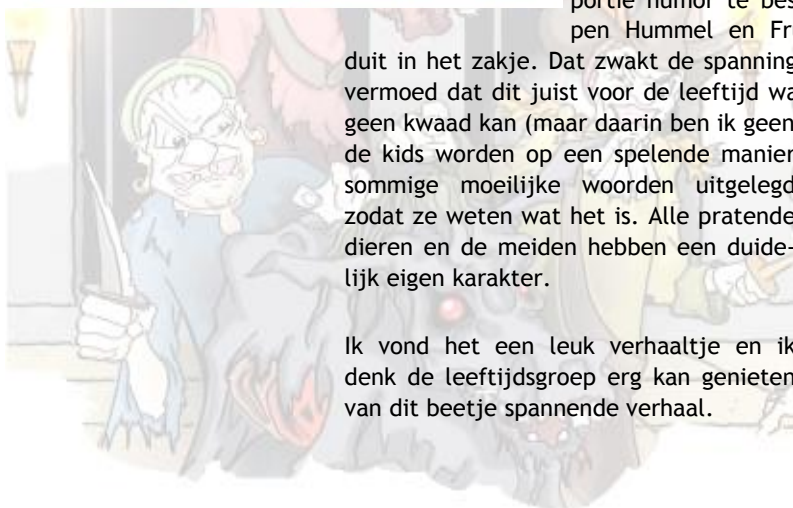 portie humor te bes
pen Hummel en Fr
duit in het zakje. Dat zwakt de spanning
vermoed dat dit juist voor de leeftijd wa
geen kwaad kan (maar daarin ben ik geen
de kids worden op een spelende manier
sommige moeilijke woorden uitgelegd
zodat ze weten wat het is. Alle pratende
dieren en de meiden hebben een duide-
lijk eigen karakter.
Ik vond het een leuk verhaaltje en ik
denk de leeftijdsgroep erg kan genieten
van dit beetje spannende verhaal.